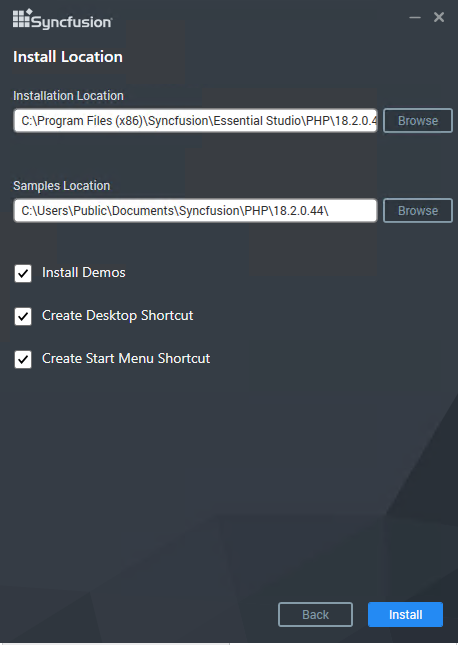 Syncfusion
Install Location
Installation Location
C:\Program Files (x86)\Syncfusion\Essential Studio\PHP\18.2.0.4
Browse
Samples Location
C:\Users\Public\Documents\Syncfusion\PHP\18.2.0.44\
Browse
Install Demos
Create Desktop Shortcut
Create Start Menu Shortcut
Back
Install